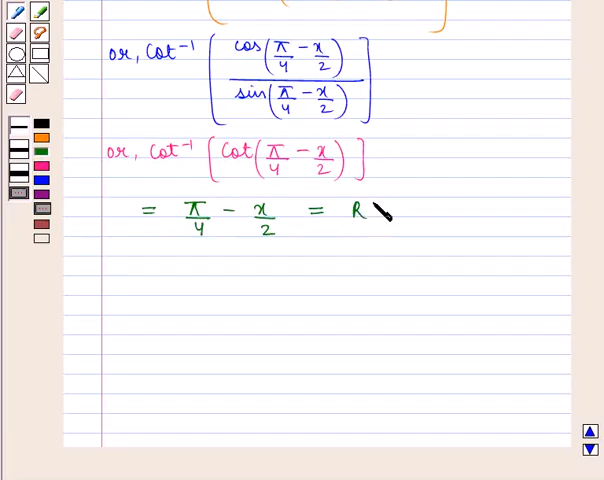 or, cot⁻¹ [ cos(π/4 − x/2) / sin(π/4 − x/2) ]
or, cot⁻¹ [ cot(π/4 − x/2) ]
= π/4 − x/2 = R